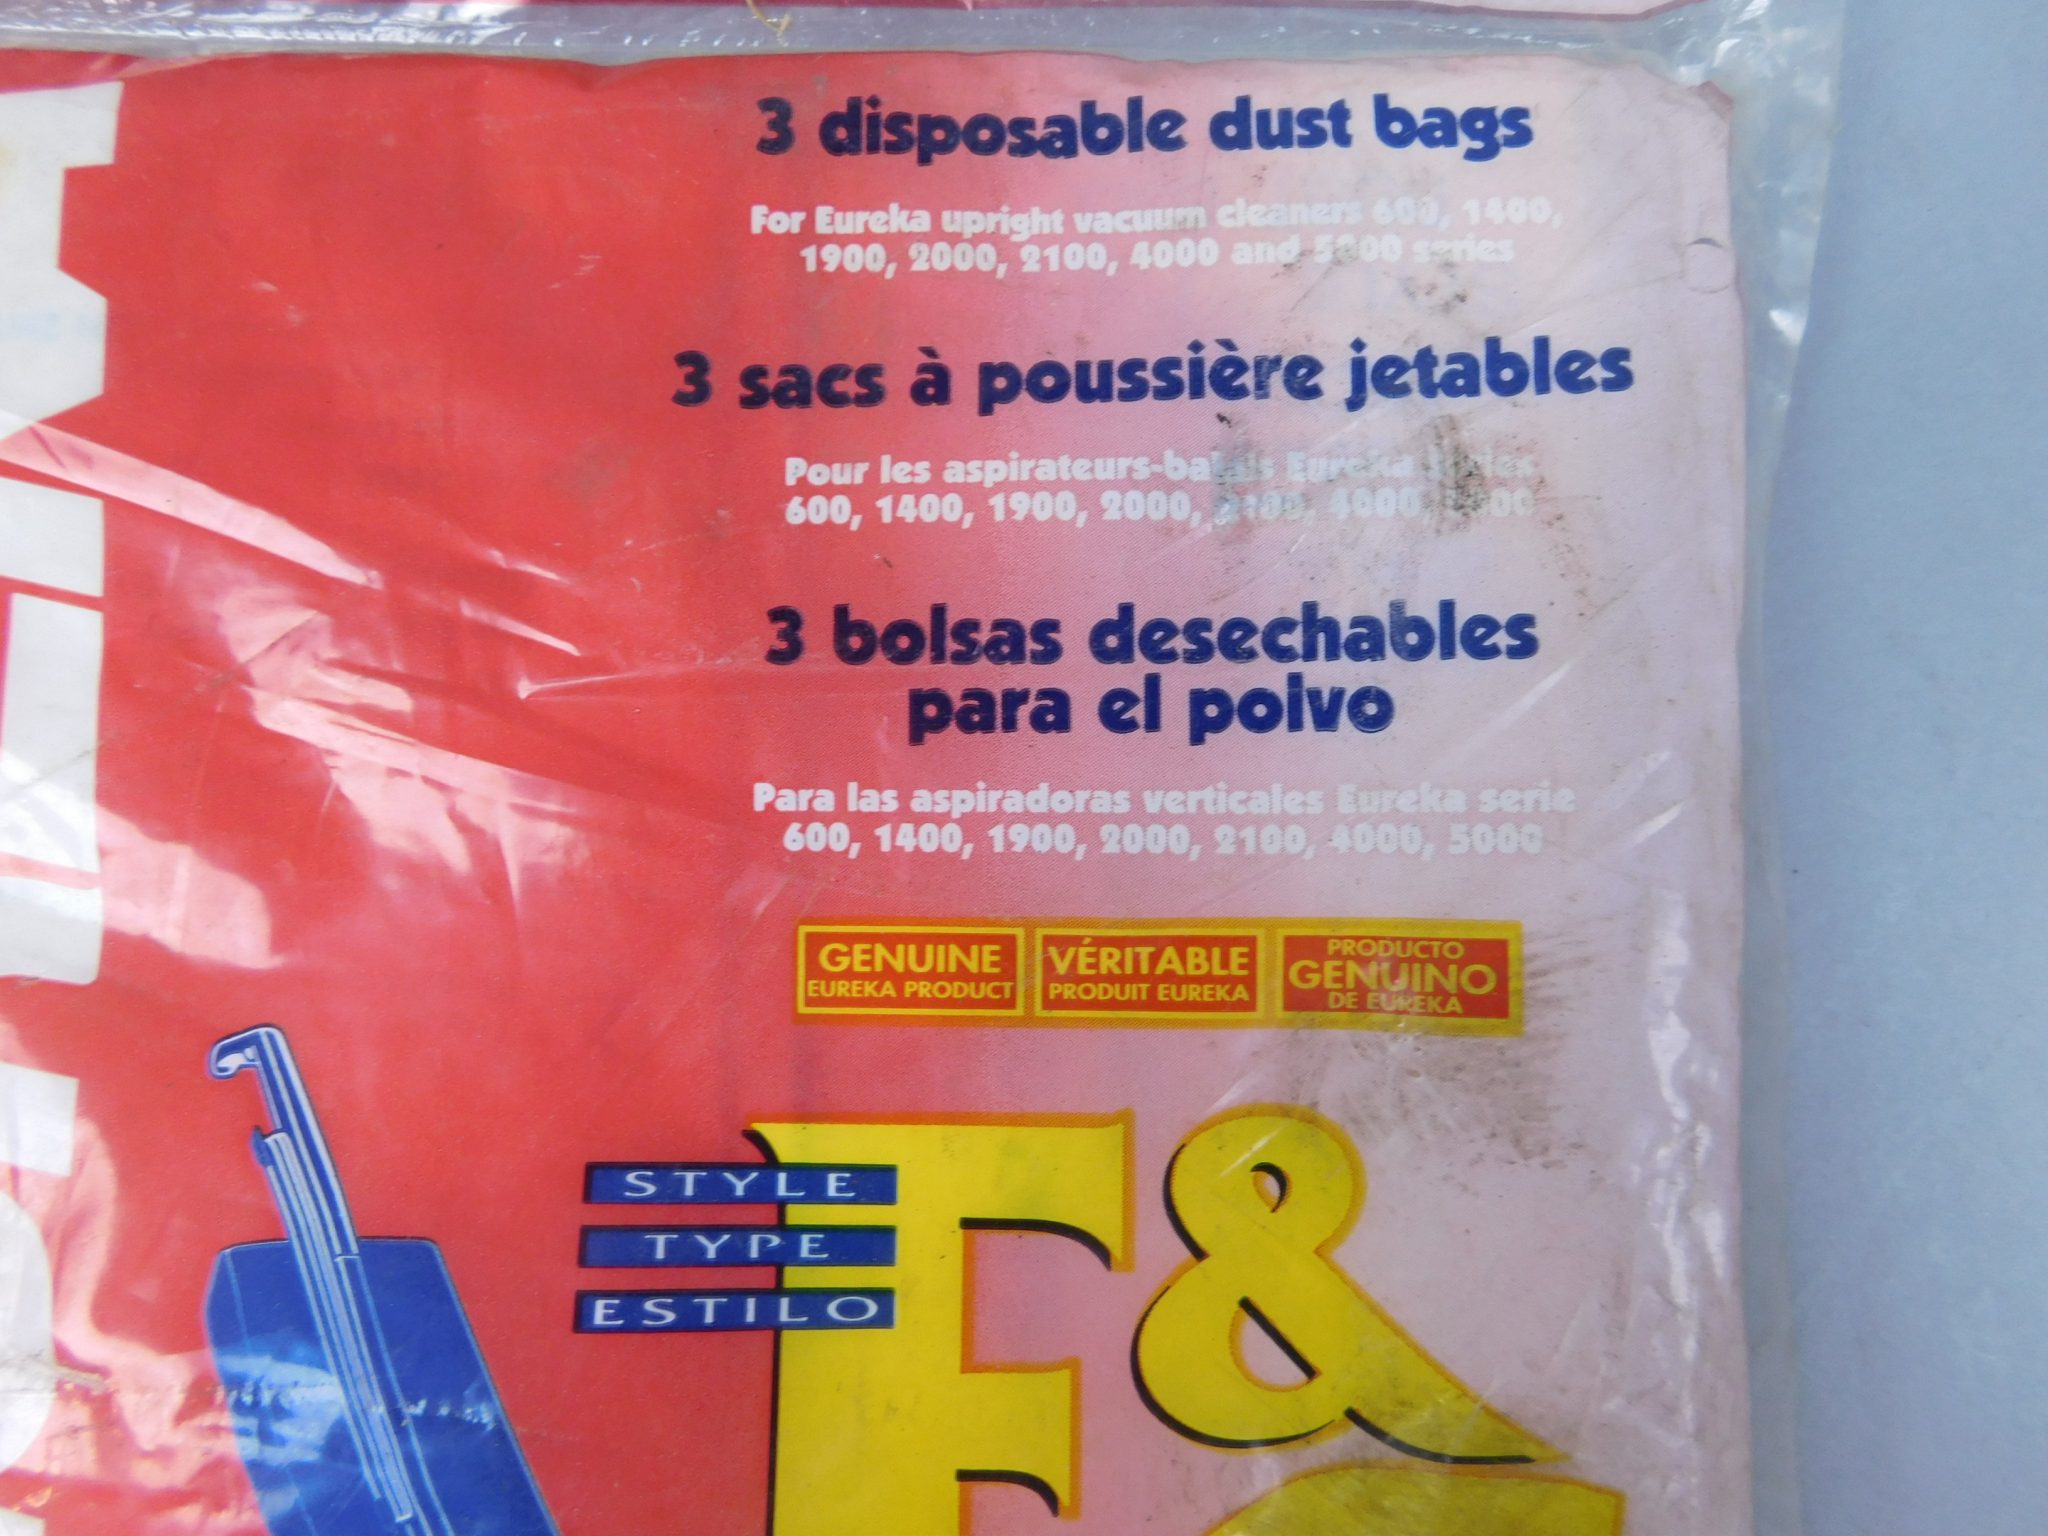 3 disposable dust bags
For Eureka upright vacuum cleaners 600, 1400,
1900, 2000, 2100, 4000 and 5000 series
3 sacs à poussière jetables
Pour les aspirateurs-balais Eureka séries
600, 1400, 1900, 2000, 2100, 4000, 5000
3 bolsas desechables
para el polvo
Para las aspiradoras verticales Eureka serie
600, 1400, 1900, 2000, 2100, 4000, 5000
GENUINE
EUREKA PRODUCT
VÉRITABLE
PRODUIT EUREKA
PRODUCTO
GENUINO
DE EUREKA
STYLE
TYPE
ESTILO
F&